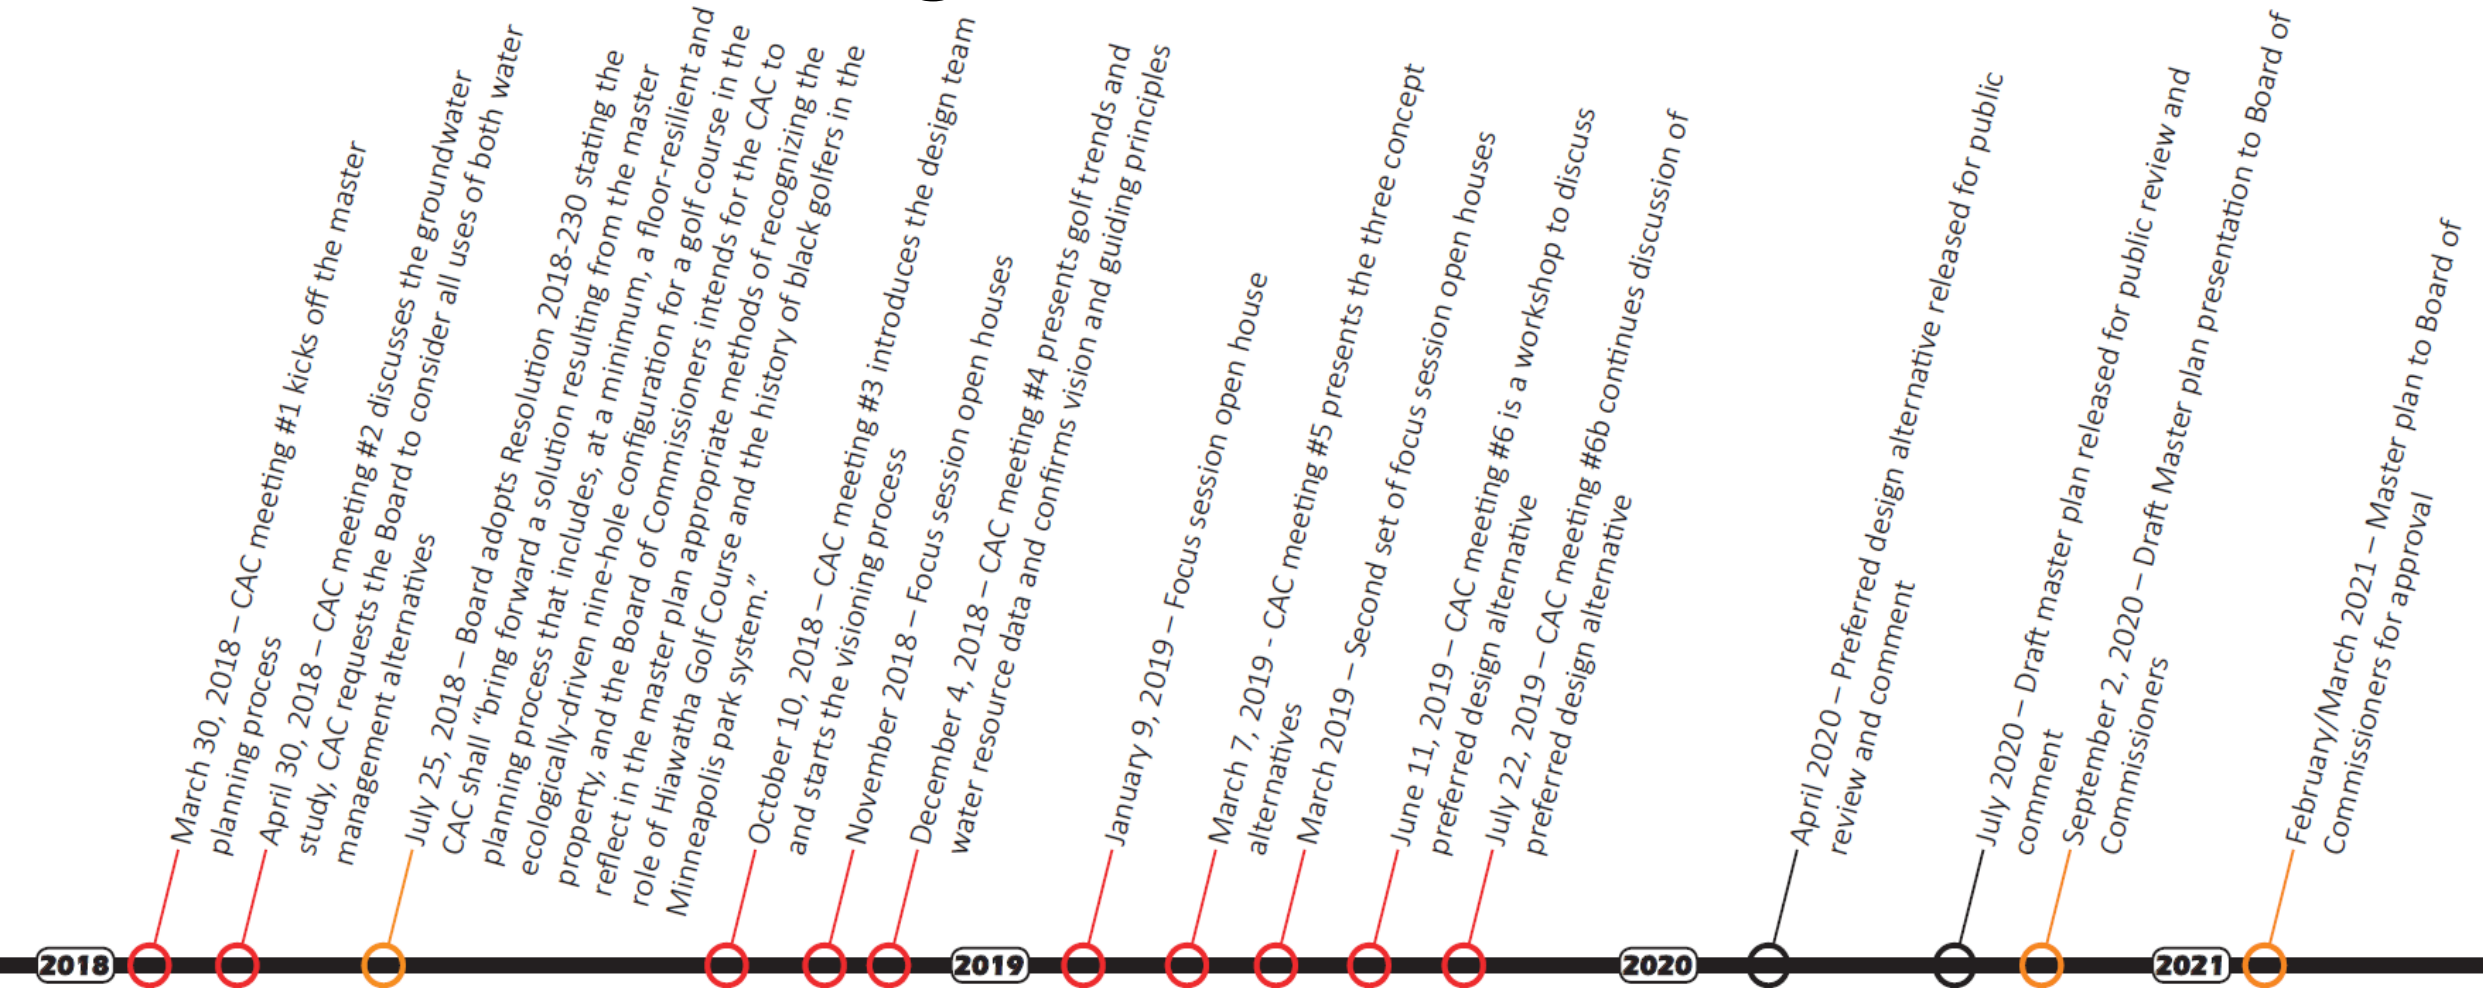 March 30, 2018 – CAC meeting #1 kicks off the master
planning process
April 30, 2018 – CAC meeting #2 discusses the groundwater
study, CAC requests the Board to consider all uses of both water
management alternatives
July 25, 2018 – Board adopts Resolution 2018-230 stating the
CAC shall “bring forward a solution resulting from the master
planning process that includes, at a minimum, a floor-resilient and
ecologically-driven nine-hole configuration for a golf course in the
property, and the Board of Commissioners intends for the CAC to
reflect in the master plan appropriate methods of recognizing the
role of Hiawatha Golf Course and the history of black golfers in the
Minneapolis park system.”
October 10, 2018 – CAC meeting #3 introduces the design team
and starts the visioning process
November 2018 – Focus session open houses
December 4, 2018 – CAC meeting #4 presents golf trends and
water resource data and confirms vision and guiding principles
January 9, 2019 – Focus session open house
March 7, 2019 - CAC meeting #5 presents the three concept
alternatives
March 2019 – Second set of focus session open houses
June 11, 2019 – CAC meeting #6 is a workshop to discuss
preferred design alternative
July 22, 2019 – CAC meeting #6b continues discussion of
preferred design alternative
April 2020 – Preferred design alternative released for public
review and comment
July 2020 – Draft master plan released for public review and
comment
September 2, 2020 – Draft Master plan presentation to Board of
Commissioners
February/March 2021 – Master plan to Board of
Commissioners for approval
2018
2019
2020
2021